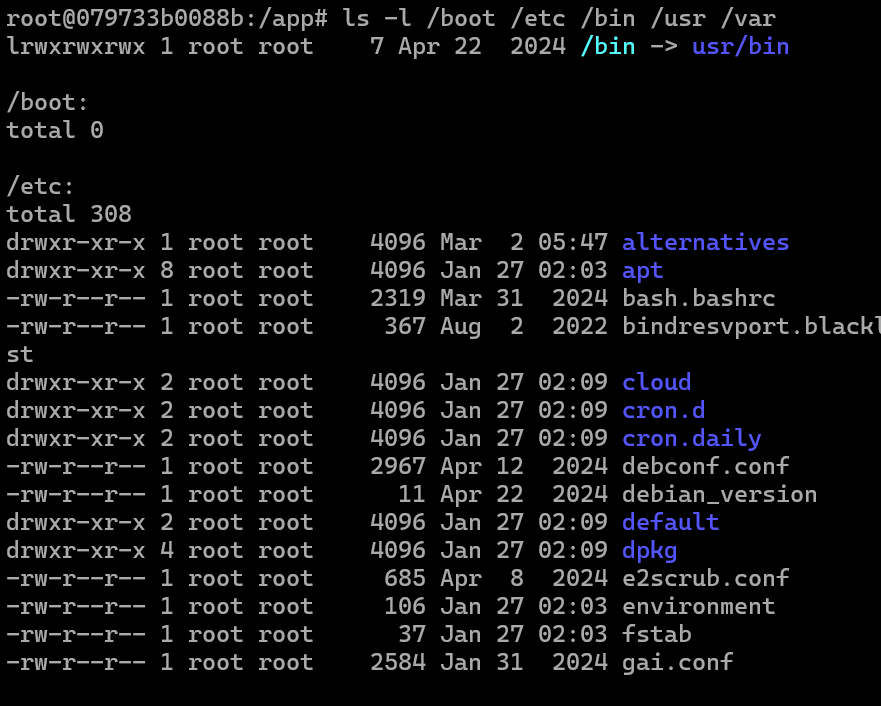 root@079733b0088b:/app# ls -l /boot /etc /bin /usr /var
lrwxrwxrwx 1 root root    7 Apr 22  2024 /bin -> usr/bin

/boot:
total 0

/etc:
total 308
drwxr-xr-x 1 root root    4096 Mar  2 05:47 alternatives
drwxr-xr-x 8 root root    4096 Jan 27 02:03 apt
-rw-r--r-- 1 root root    2319 Mar 31  2024 bash.bashrc
-rw-r--r-- 1 root root     367 Aug  2  2022 bindresvport.blackl
st
drwxr-xr-x 2 root root    4096 Jan 27 02:09 cloud
drwxr-xr-x 2 root root    4096 Jan 27 02:09 cron.d
drwxr-xr-x 2 root root    4096 Jan 27 02:09 cron.daily
-rw-r--r-- 1 root root    2967 Apr 12  2024 debconf.conf
-rw-r--r-- 1 root root      11 Apr 22  2024 debian_version
drwxr-xr-x 2 root root    4096 Jan 27 02:09 default
drwxr-xr-x 4 root root    4096 Jan 27 02:09 dpkg
-rw-r--r-- 1 root root     685 Apr  8  2024 e2scrub.conf
-rw-r--r-- 1 root root     106 Jan 27 02:03 environment
-rw-r--r-- 1 root root      37 Jan 27 02:03 fstab
-rw-r--r-- 1 root root    2584 Jan 31  2024 gai.conf